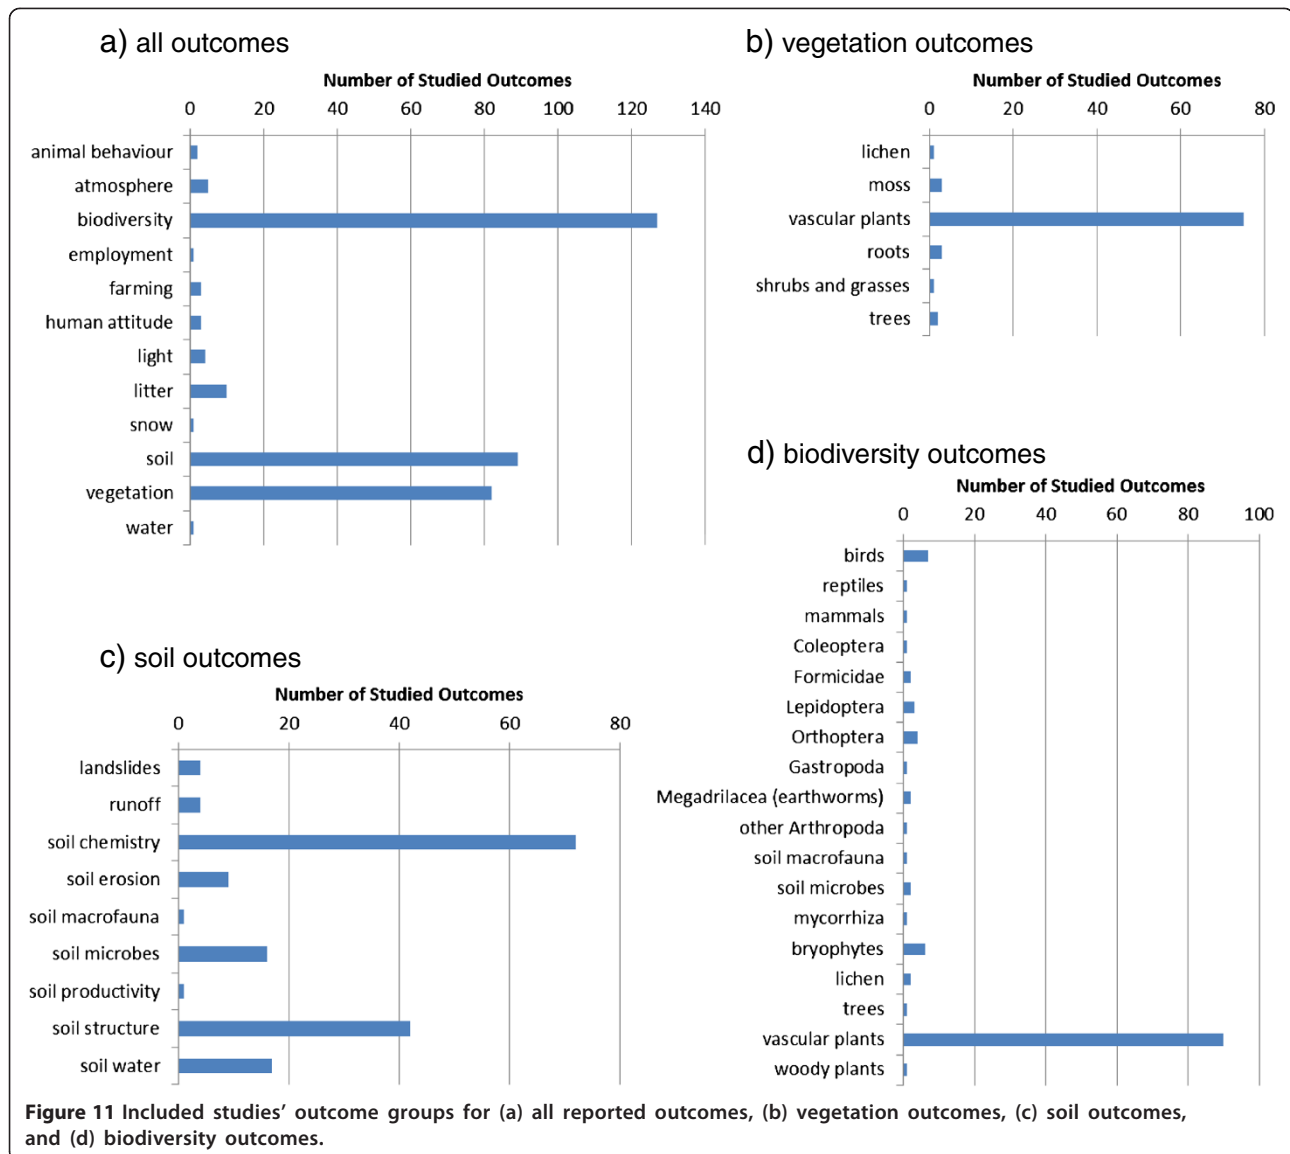 a) all outcomes
Number of Studied Outcomes
0 20 40 60 80 100 120 140
animal behaviour
atmosphere
biodiversity
employment
farming
human attitude
light
litter
snow
soil
vegetation
water
b) vegetation outcomes
Number of Studied Outcomes
0 20 40 60 80
lichen
moss
vascular plants
roots
shrubs and grasses
trees
c) soil outcomes
Number of Studied Outcomes
0 20 40 60 80
landslides
runoff
soil chemistry
soil erosion
soil macrofauna
soil microbes
soil productivity
soil structure
soil water
d) biodiversity outcomes
Number of Studied Outcomes
0 20 40 60 80 100
birds
reptiles
mammals
Coleoptera
Formicidae
Lepidoptera
Orthoptera
Gastropoda
Megadrilacea (earthworms)
other Arthropoda
soil macrofauna
soil microbes
mycorrhiza
bryophytes
lichen
trees
vascular plants
woody plants
Figure 11 Included studies’ outcome groups for (a) all reported outcomes, (b) vegetation outcomes, (c) soil outcomes,
and (d) biodiversity outcomes.